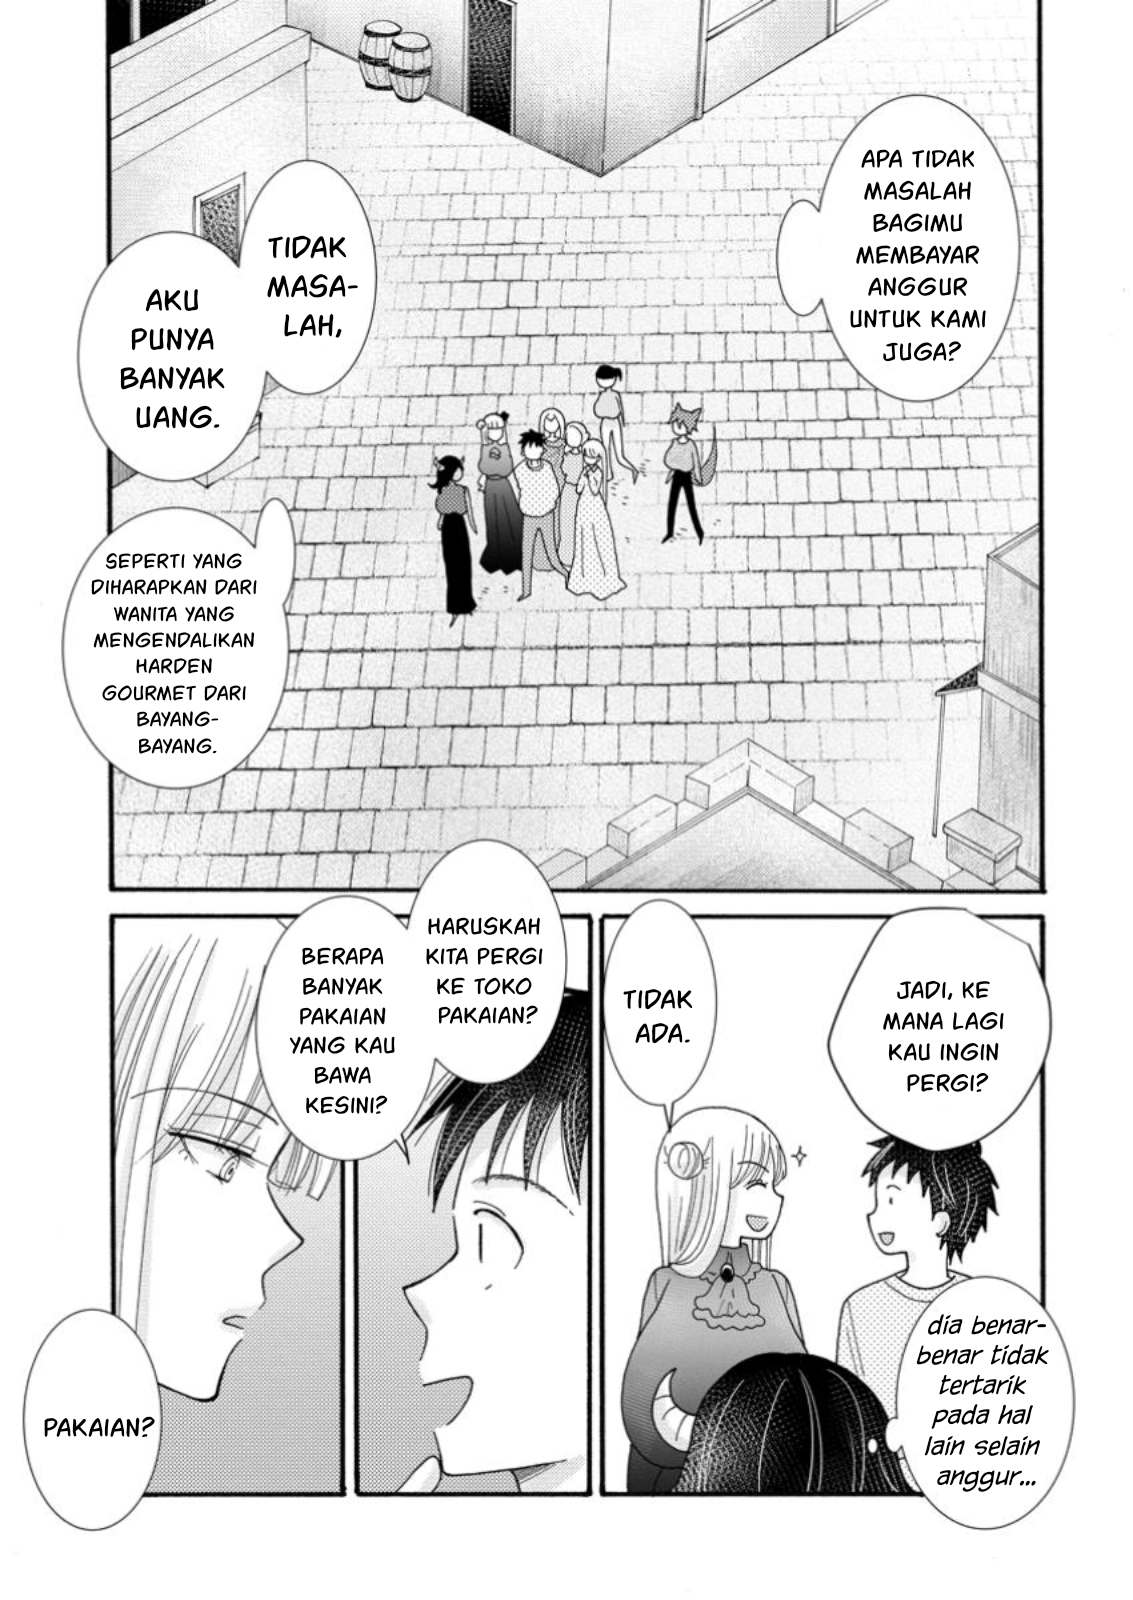 APA TIDAK
MASALAH
BAGIMU
MEMBAYAR
ANGGUR
UNTUK KAMI
JUGA?
TIDAK
MASA-
LAH,
AKU
PUNYA
BANYAK
UANG.
SEPERTI YANG
DIHARAPKAN DARI
WANITA YANG
MENGENDALIKAN
HARDEN
GOURMET DARI
BAYANG-
BAYANG.
JADI, KE
MANA LAGI
KAU INGIN
PERGI?
TIDAK
ADA.
dia benar-
benar tidak
tertarik
pada hal
lain selain
anggur...
HARUSKAH
KITA PERGI
KE TOKO
PAKAIAN?
BERAPA
BANYAK
PAKAIAN
YANG KAU
BAWA
KESINI?
PAKAIAN?